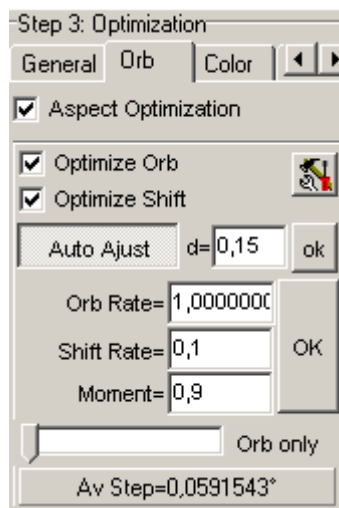 Step 3: Optimization
General Orb Color
Aspect Optimization
Optimize Orb
Optimize Shift
Auto Ajust d= 0,15 ok
Orb Rate= 1,0000000
Shift Rate= 0,1 OK
Moment= 0,9
Orb only
Av Step=0,0591543°